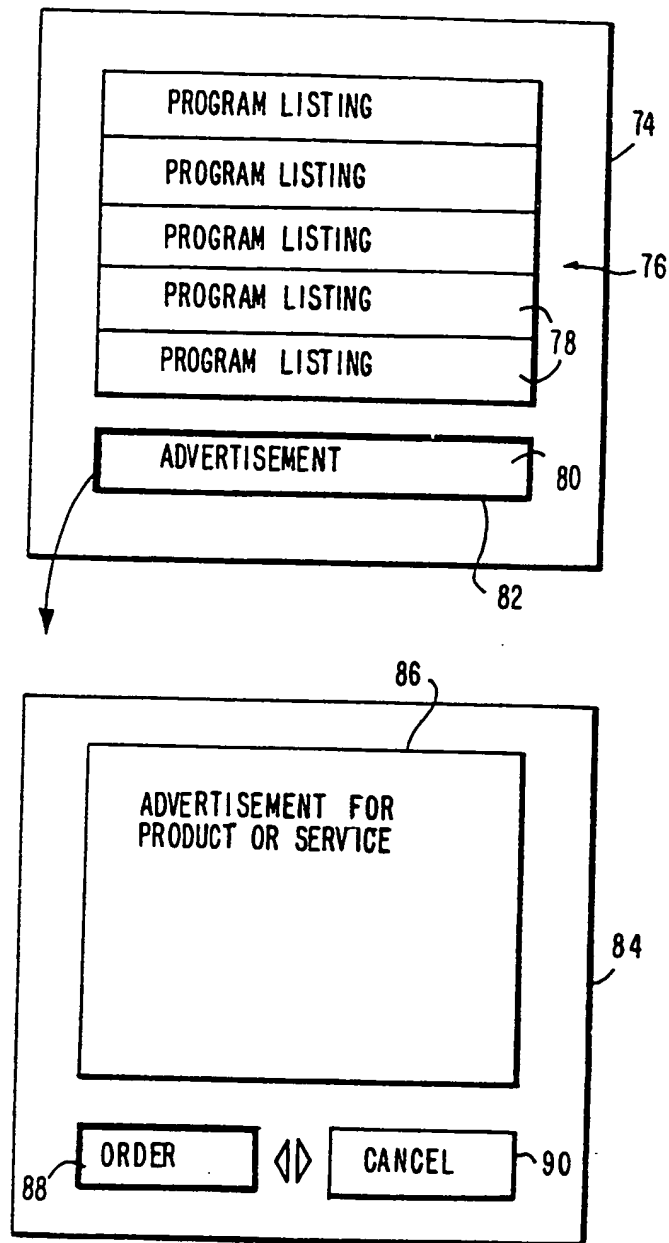 PROGRAM LISTING
74
PROGRAM LISTING
PROGRAM LISTING
76
PROGRAM LISTING
78
PROGRAM LISTING
ADVERTISEMENT
80
82
86
ADVERTISEMENT FOR
PRODUCT OR SERVICE
84
ORDER
CANCEL
90
88